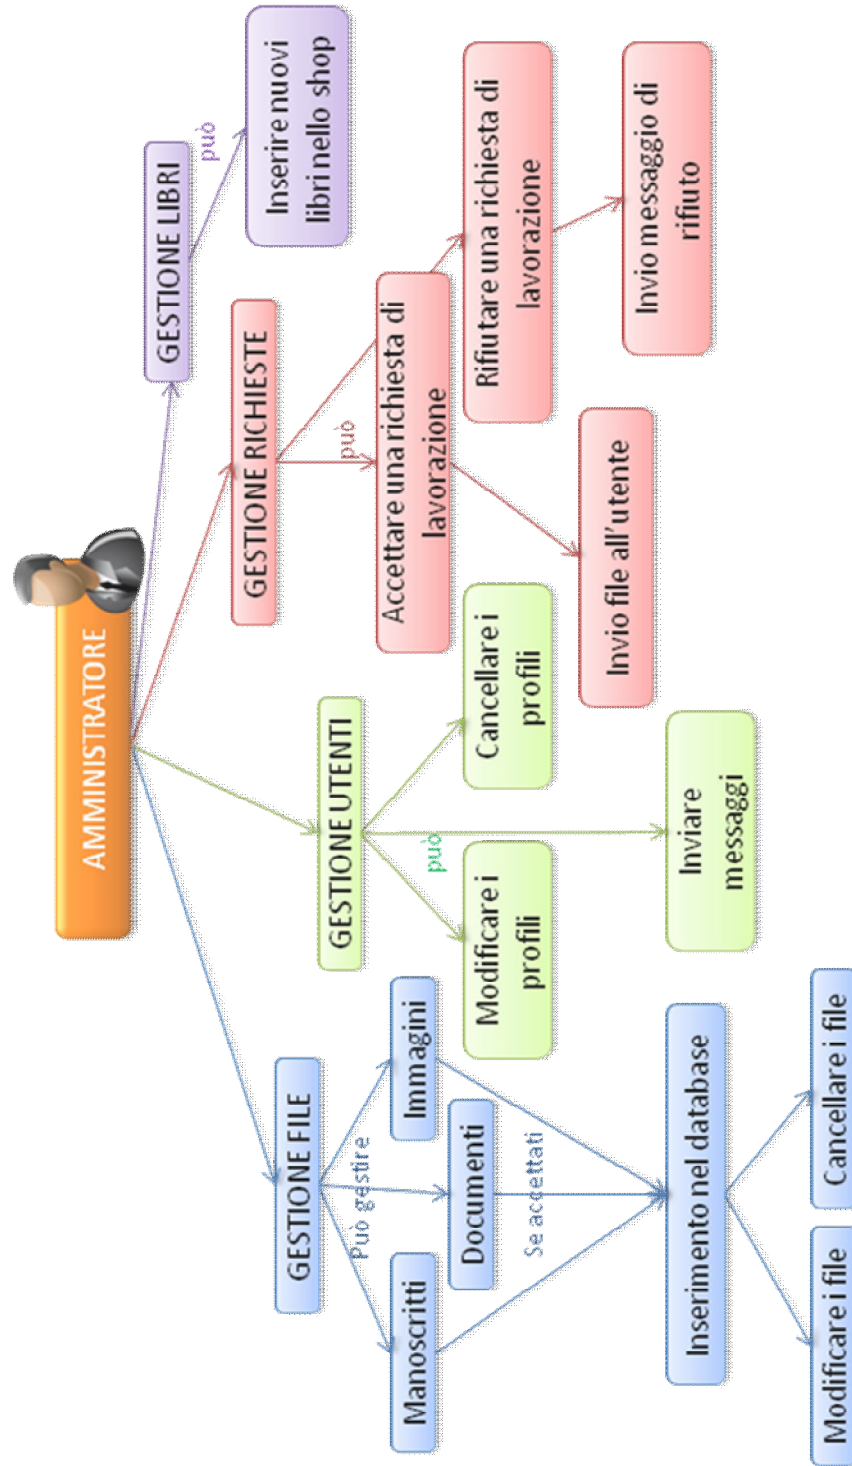 AMMINISTRATORE
GESTIONE FILE
Può gestire
Manoscritti
Documenti
Immagini
Se accettati
Inserimento nel database
Modificare i file
Cancellare i file
GESTIONE UTENTI
può
Modificare i
profili
Cancellare i
profili
Inviare
messaggi
GESTIONE RICHIESTE
può
Accettare una richiesta di
lavorazione
Invio file all'utente
Rifiutare una richiesta di
lavorazione
Invio messaggio di
rifiuto
GESTIONE LIBRI
può
Inserire nuovi
libri nello shop